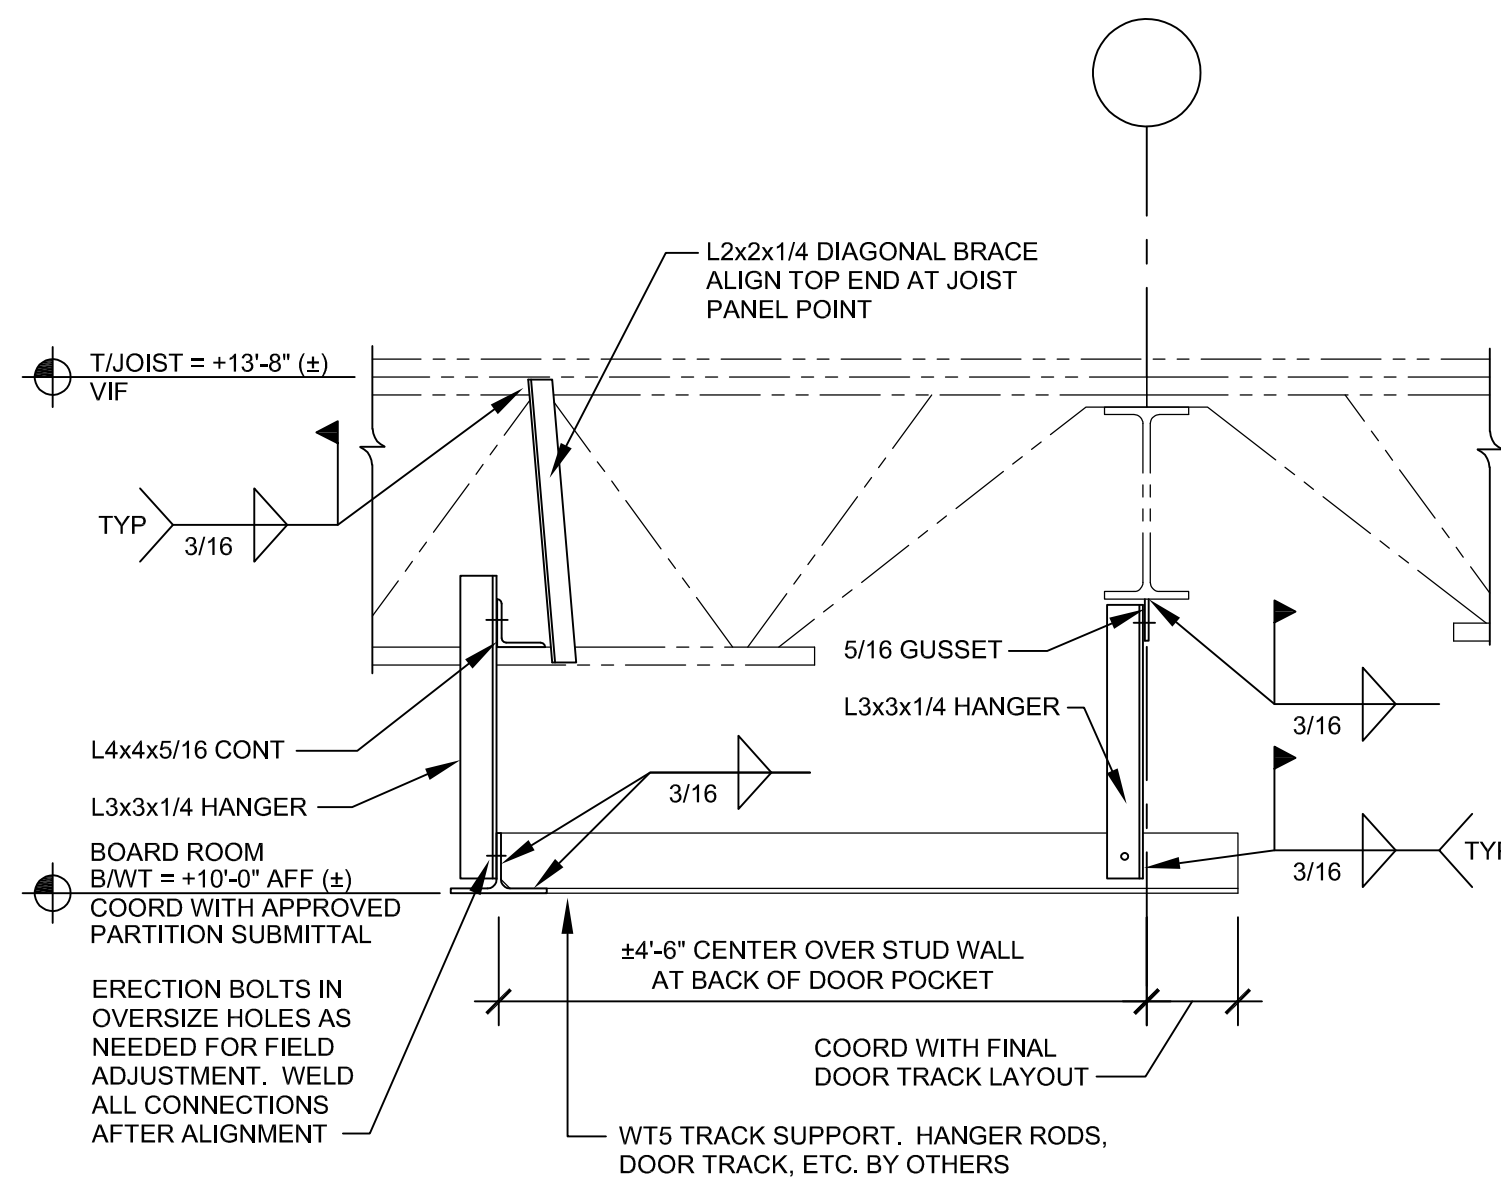 L2x2x1/4 DIAGONAL BRACE
ALIGN TOP END AT JOIST
PANEL POINT
T/JOIST = +13'-8" (±)
VIF
TYP
3/16
5/16 GUSSET
L3x3x1/4 HANGER
3/16
L4x4x5/16 CONT
3/16
L3x3x1/4 HANGER
BOARD ROOM
B/WT = +10'-0" AFF (±)
COORD WITH APPROVED
PARTITION SUBMITTAL
3/16
TYP
±4'-6" CENTER OVER STUD WALL
AT BACK OF DOOR POCKET
ERECTION BOLTS IN
OVERSIZE HOLES AS
NEEDED FOR FIELD
ADJUSTMENT. WELD
ALL CONNECTIONS
AFTER ALIGNMENT
COORD WITH FINAL
DOOR TRACK LAYOUT
WT5 TRACK SUPPORT. HANGER RODS,
DOOR TRACK, ETC. BY OTHERS